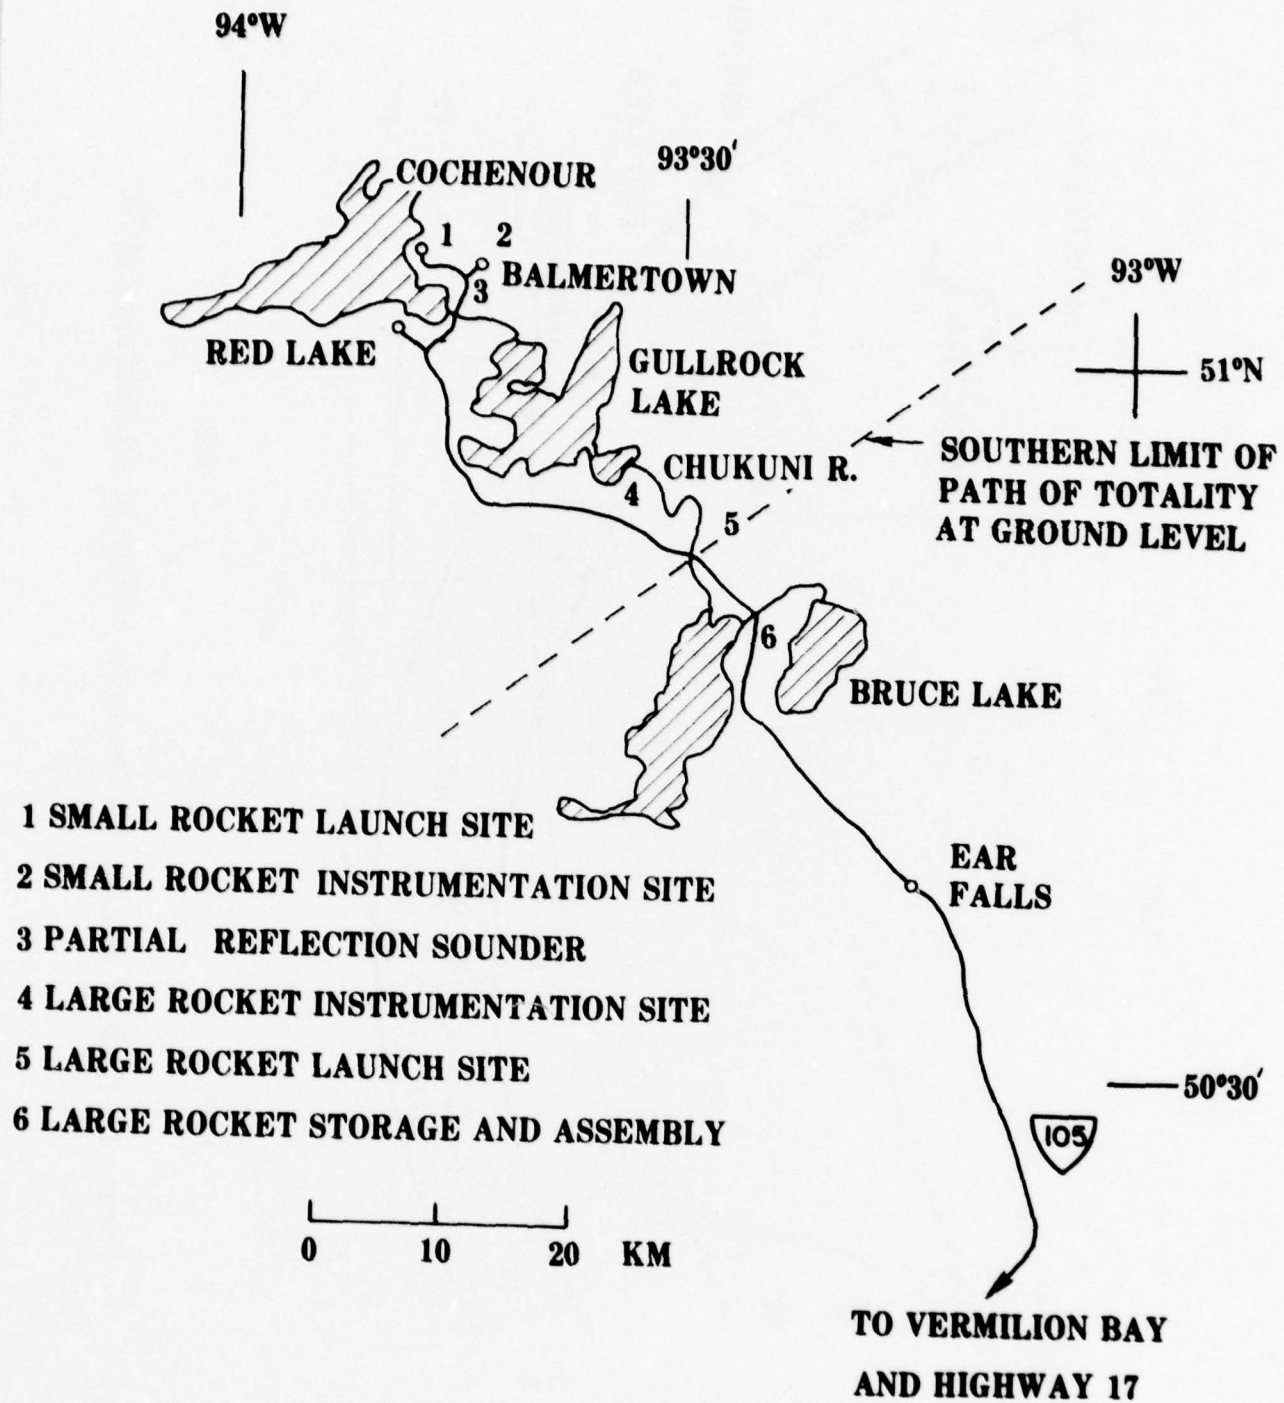 94°W
93°30'
COCHENOUR
1
2
BALMERTOWN
3
93°W
RED LAKE
GULLROCK
LAKE
51°N
CHUKUNI R.
4
5
SOUTHERN LIMIT OF
PATH OF TOTALITY
AT GROUND LEVEL
6
BRUCE LAKE
1 SMALL ROCKET LAUNCH SITE
2 SMALL ROCKET INSTRUMENTATION SITE
3 PARTIAL REFLECTION SOUNDER
4 LARGE ROCKET INSTRUMENTATION SITE
5 LARGE ROCKET LAUNCH SITE
6 LARGE ROCKET STORAGE AND ASSEMBLY
EAR
FALLS
50°30'
105
0 10 20 KM
TO VERMILION BAY
AND HIGHWAY 17